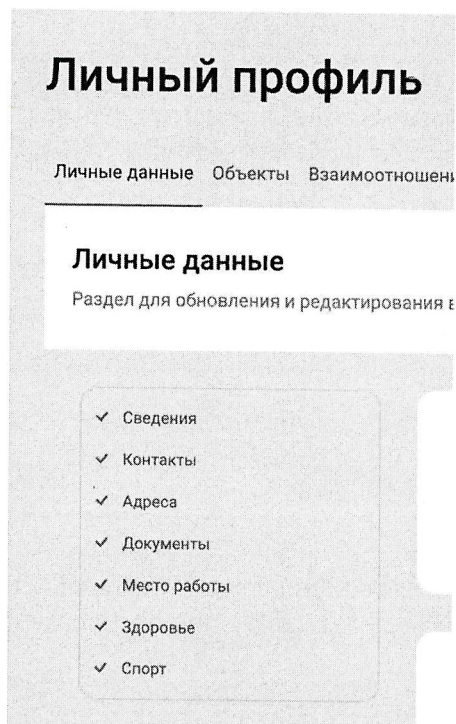 Личный профиль
Личные данные Объекты Взаимоотношени
Личные данные
Раздел для обновления и редактирования в
Сведения
Контакты
Адреса
Документы
Место работы
Здоровье
Спорт